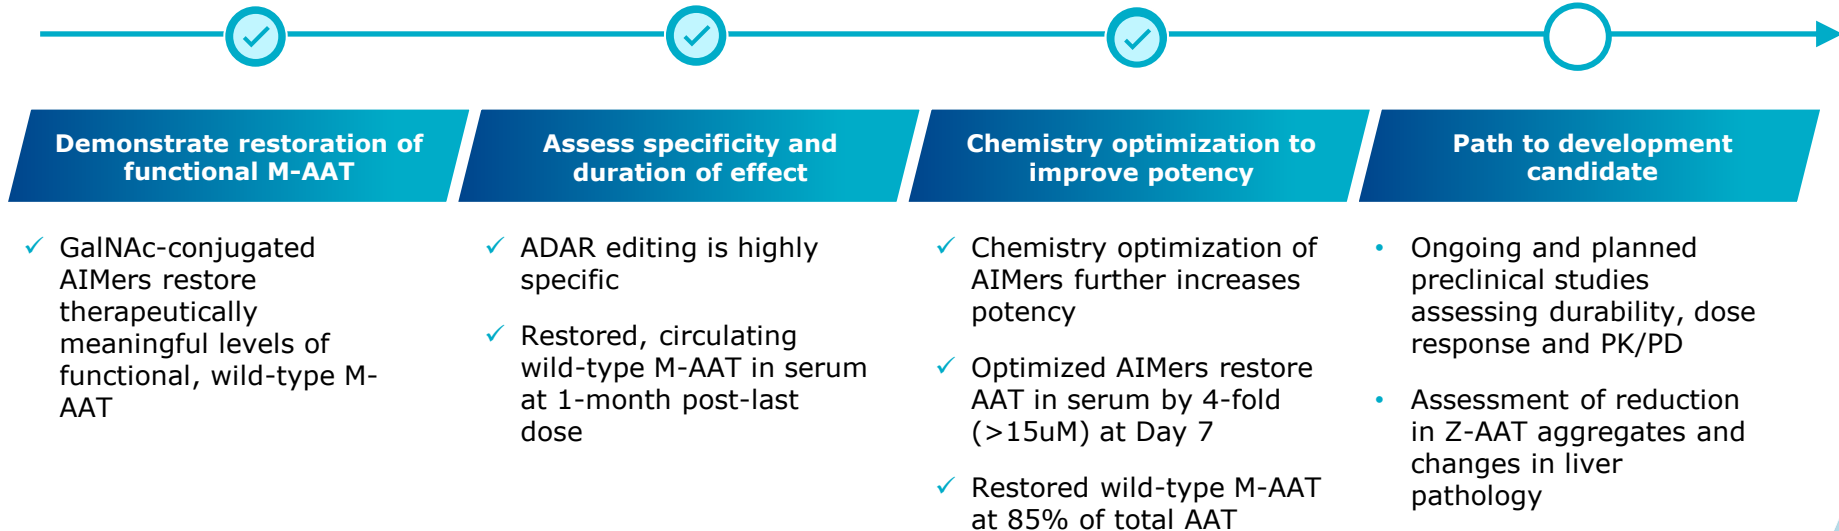 Demonstrate restoration of
functional M-AAT
✓ GalNAc-conjugated
AIMers restore
therapeutically
meaningful levels of
functional, wild-type M-
AAT
Assess specificity and
duration of effect
✓ ADAR editing is highly
specific
✓ Restored, circulating
wild-type M-AAT in serum
at 1-month post-last
dose
Chemistry optimization to
improve potency
✓ Chemistry optimization of
AIMers further increases
potency
✓ Optimized AIMers restore
AAT in serum by 4-fold
(>15uM) at Day 7
✓ Restored wild-type M-AAT
at 85% of total AAT
Path to development
candidate
• Ongoing and planned
preclinical studies
assessing durability, dose
response and PK/PD
• Assessment of reduction
in Z-AAT aggregates and
changes in liver
pathology